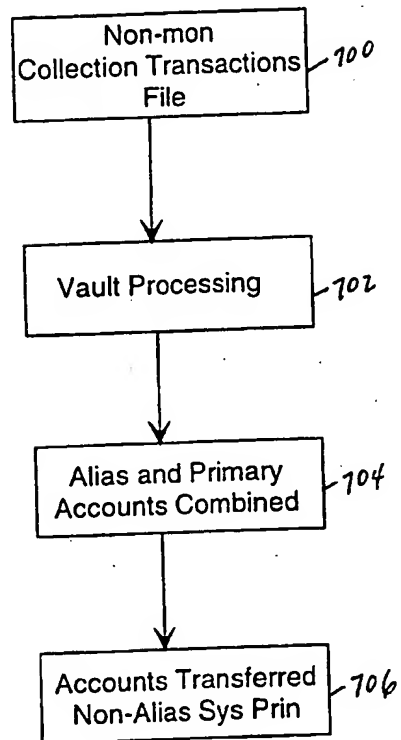 Non-mon
Collection Transactions
File
700
Vault Processing
702
Alias and Primary
Accounts Combined
704
Accounts Transferred
Non-Alias Sys Prin
706